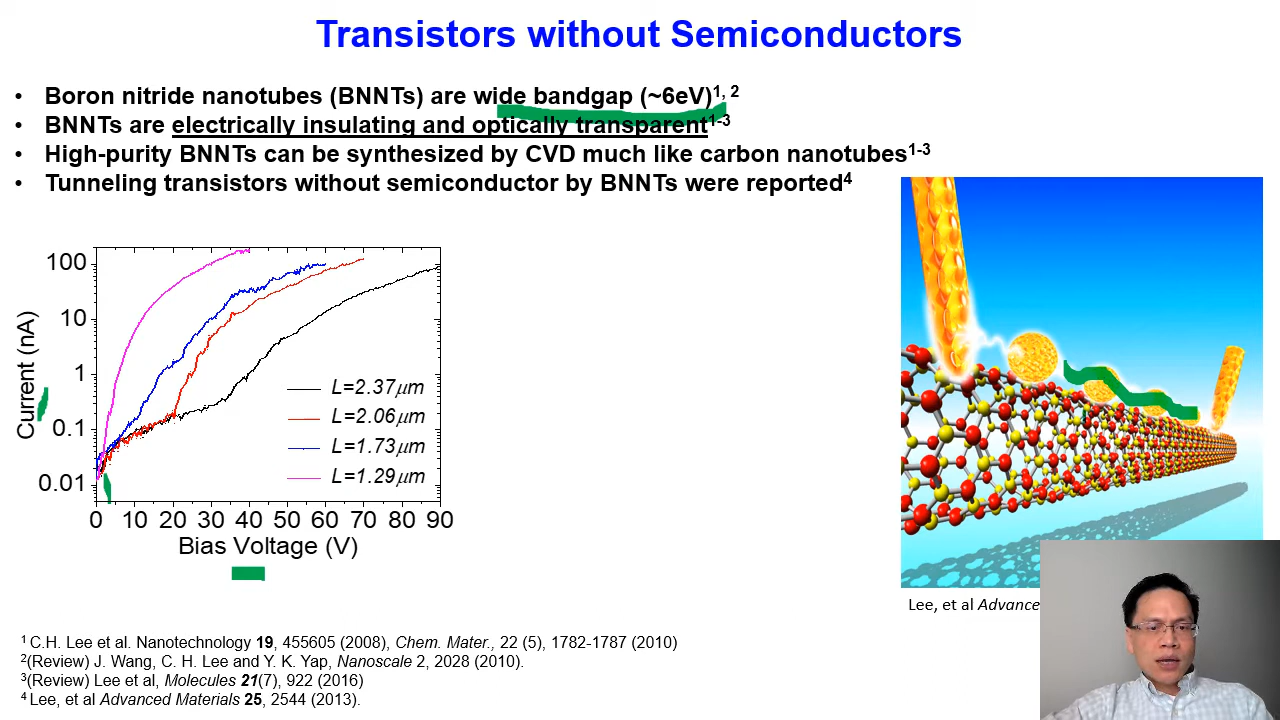 Transistors without Semiconductors
• Boron nitride nanotubes (BNNTs) are wide bandgap (~6eV)1, 2
• BNNTs are electrically insulating and optically transparent1-3
• High-purity BNNTs can be synthesized by CVD much like carbon nanotubes1-3
• Tunneling transistors without semiconductor by BNNTs were reported4
100
10
1
0.1
0.01
Current (nA)
L=2.37μm
L=2.06μm
L=1.73μm
L=1.29μm
0 10 20 30 40 50 60 70 80 90
Bias Voltage (V)
Lee, et al Advance
1 C.H. Lee et al. Nanotechnology 19, 455605 (2008), Chem. Mater., 22 (5), 1782-1787 (2010)
2(Review) J. Wang, C. H. Lee and Y. K. Yap, Nanoscale 2, 2028 (2010).
3(Review) Lee et al, Molecules 21(7), 922 (2016)
4 Lee, et al Advanced Materials 25, 2544 (2013).